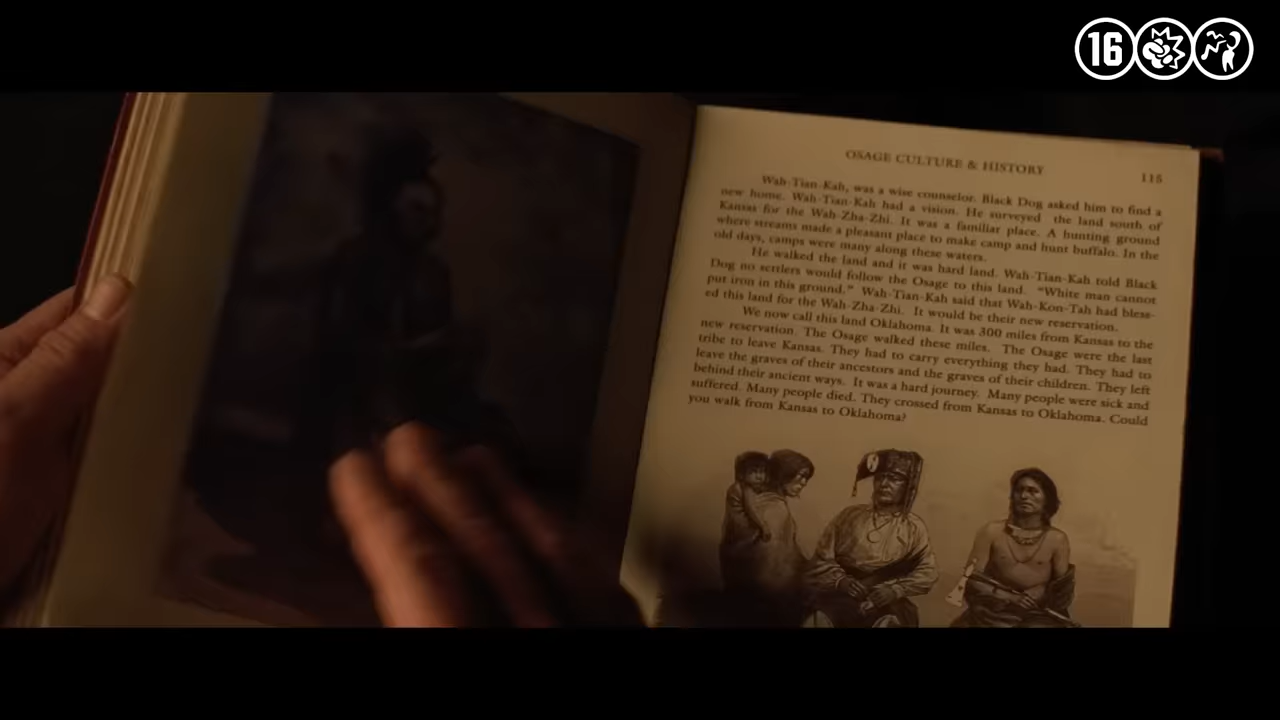 16
OSAGE CULTURE & HISTORY
115
Wah-Tian-Kah, was a wise counselor. Black Dog asked him to find a
new home. Wah-Tian-Kah had a vision. He surveyed the land south of
Kansas for the Wah-Zha-Zhi. It was a familiar place. A hunting ground
where streams made a pleasant place to make camp and hunt buffalo. In the
old days, camps were many along these waters.
He walked the land and it was hard land. Wah-Tian-Kah told Black
Dog no settlers would follow the Osage to this land. "White man cannot
put iron in this ground." Wah-Tian-Kah said that Wah-Kon-Tah had bless-
ed this land for the Wah-Zha-Zhi. It would be their new reservation.
We now call this land Oklahoma. It was 300 miles from Kansas to the
new reservation. The Osage walked these miles. The Osage were the last
tribe to leave Kansas. They had to carry everything they had. They had to
leave the graves of their ancestors and the graves of their children. They left
behind their ancient ways. It was a hard journey. Many people were sick and
suffered. Many people died. They crossed from Kansas to Oklahoma. Could
you walk from Kansas to Oklahoma?